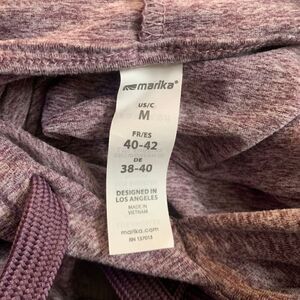 marika®
US/C
M
FR/ES
40-42
DE
38-40
DESIGNED IN
LOS ANGELES
MADE IN
VIETNAM
marika.com
RN 137013